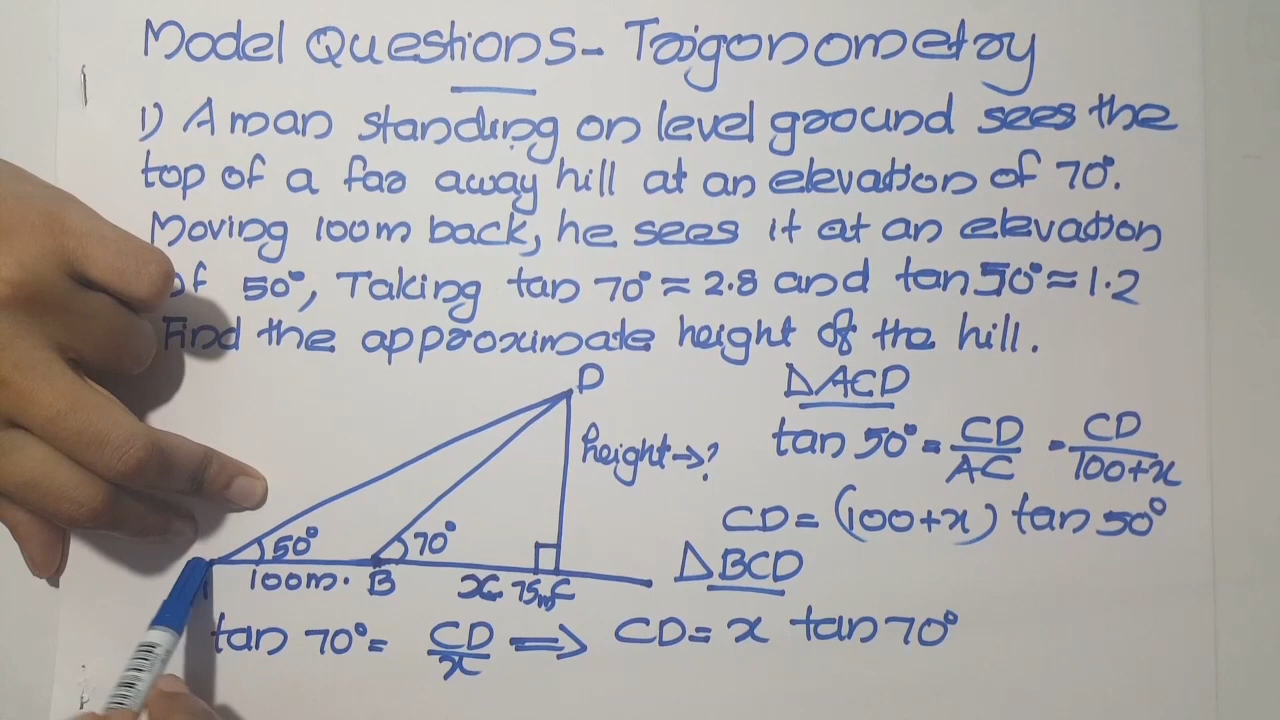 Model Questions - Trigonometry
1) A man standing on level ground sees the
top of a far away hill at an elevation of 70°.
Moving 100m back, he sees it at an elevation
of 50°, Taking tan 70° ≈ 2.8 and tan 50° ≈ 1.2
Find the approximate height of the hill.
D
height → ?
50°
70°
100m.
B
x 75m C
△ACD
tan 50° = CD/AC = CD/100+x
CD = (100+x) tan 50°
△BCD
tan 70° = CD/x ⟹ CD = x tan 70°